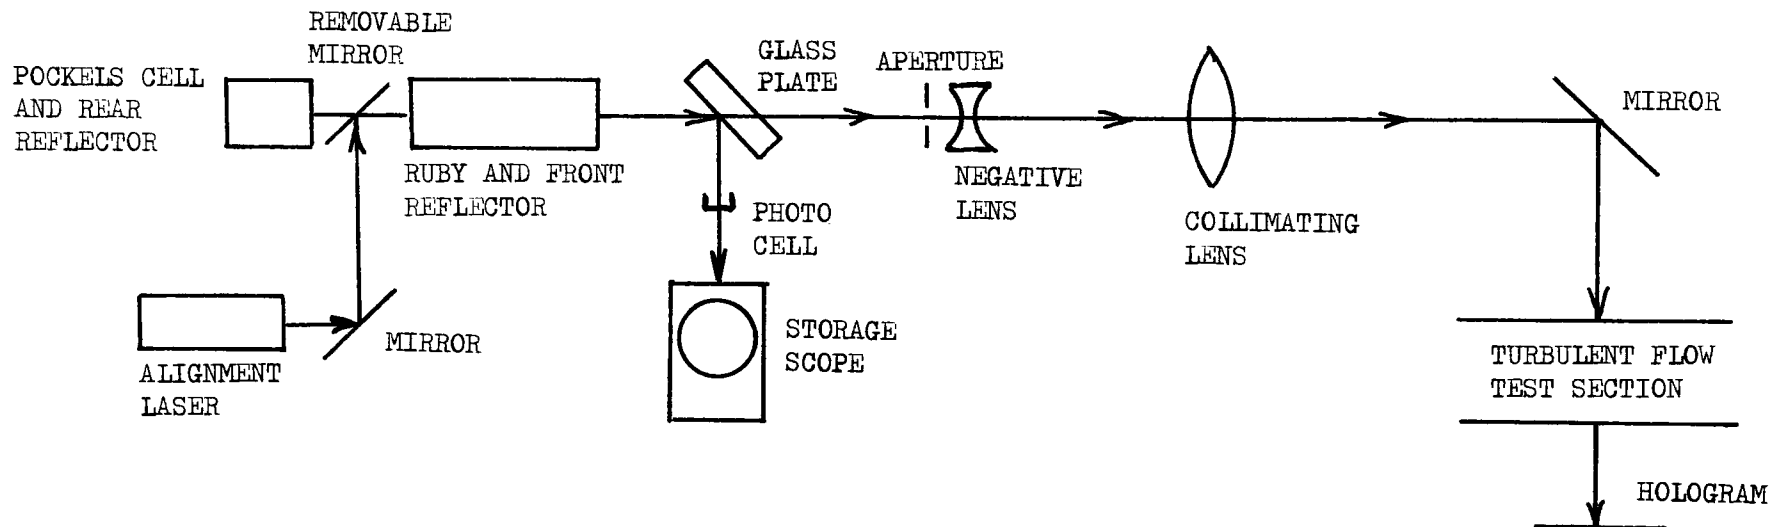 REMOVABLE
MIRROR
POCKELS CELL
AND REAR
REFLECTOR
RUBY AND FRONT
REFLECTOR
GLASS
PLATE
APERTURE
NEGATIVE
LENS
COLLIMATING
LENS
MIRROR
PHOTO
CELL
STORAGE
SCOPE
MIRROR
ALIGNMENT
LASER
TURBULENT FLOW
TEST SECTION
HOLOGRAM